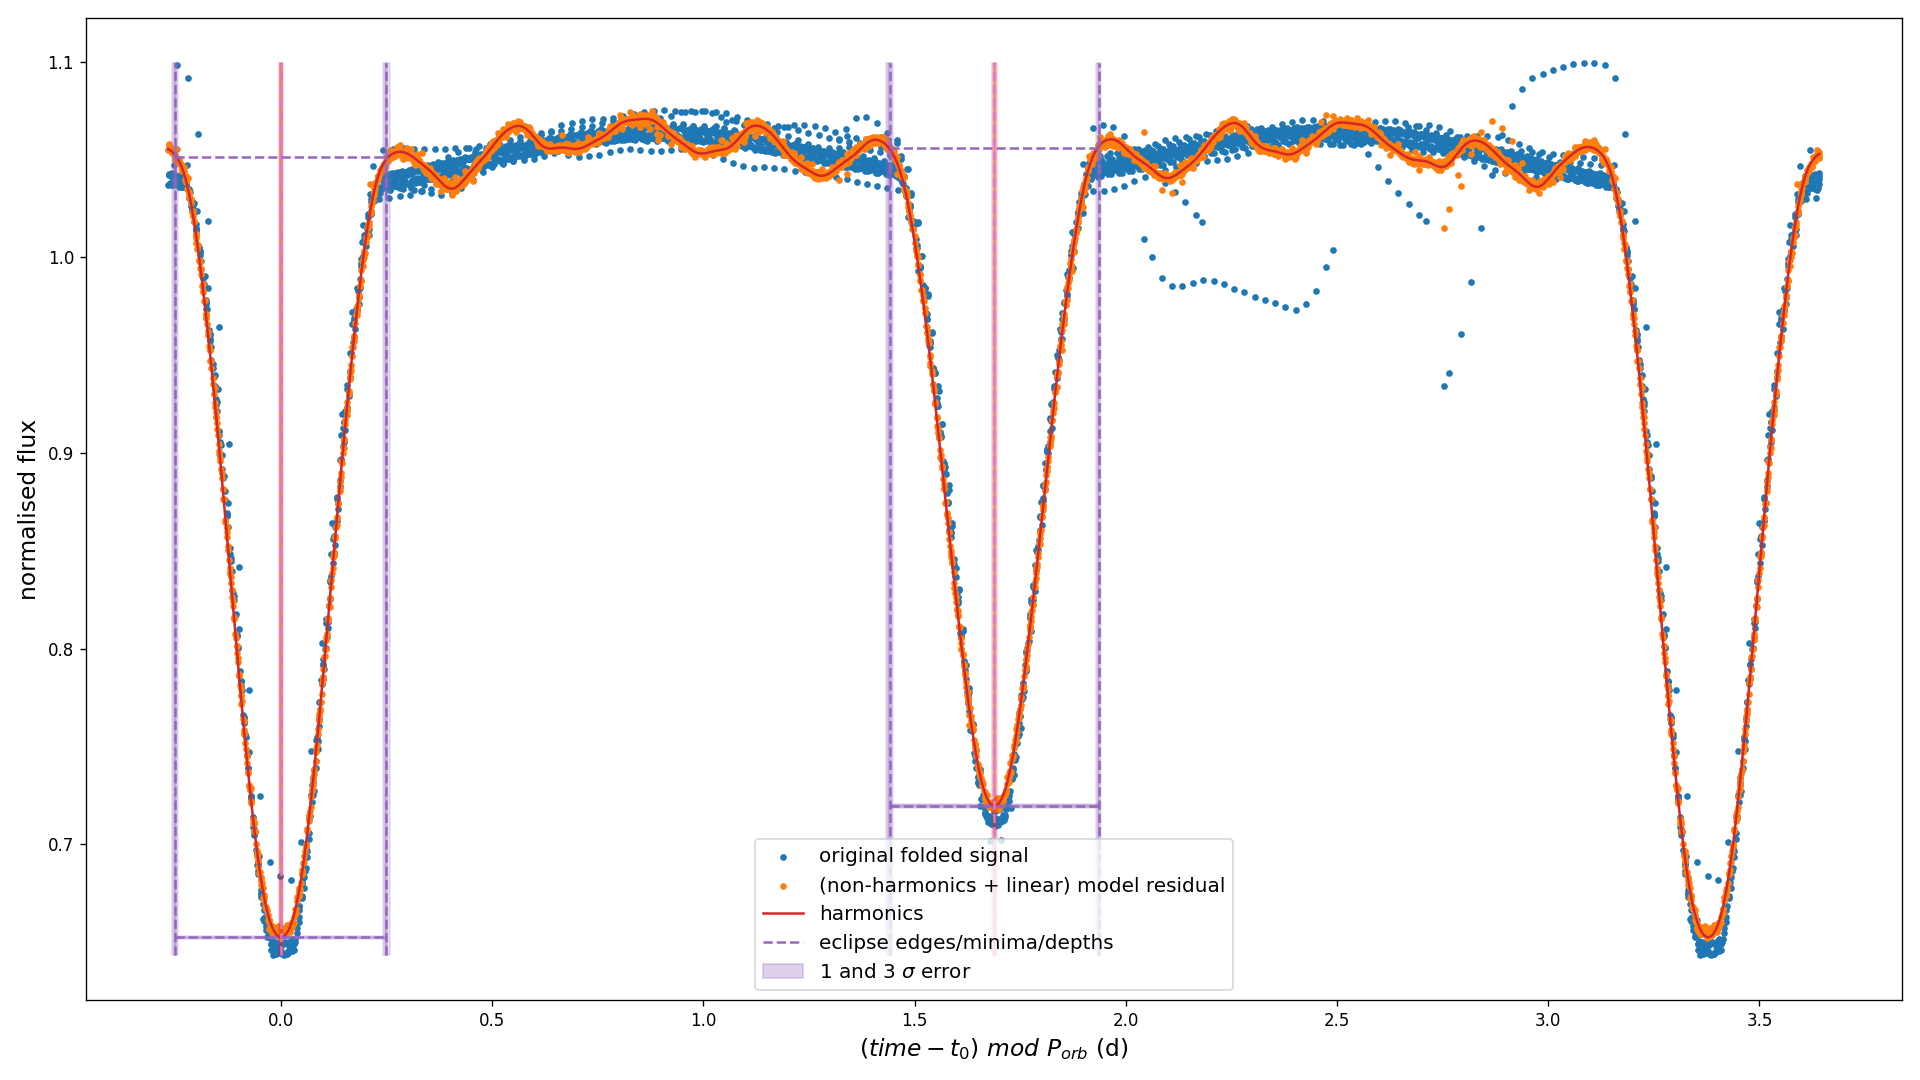 normalised flux
1.1
1.0
0.9
0.8
0.7
original folded signal
(non-harmonics + linear) model residual
harmonics
eclipse edges/minima/depths
1 and 3 σ error
0.0 0.5 1.0 1.5 2.0 2.5 3.0 3.5
(time − t₀) mod Pₒᵣb (d)